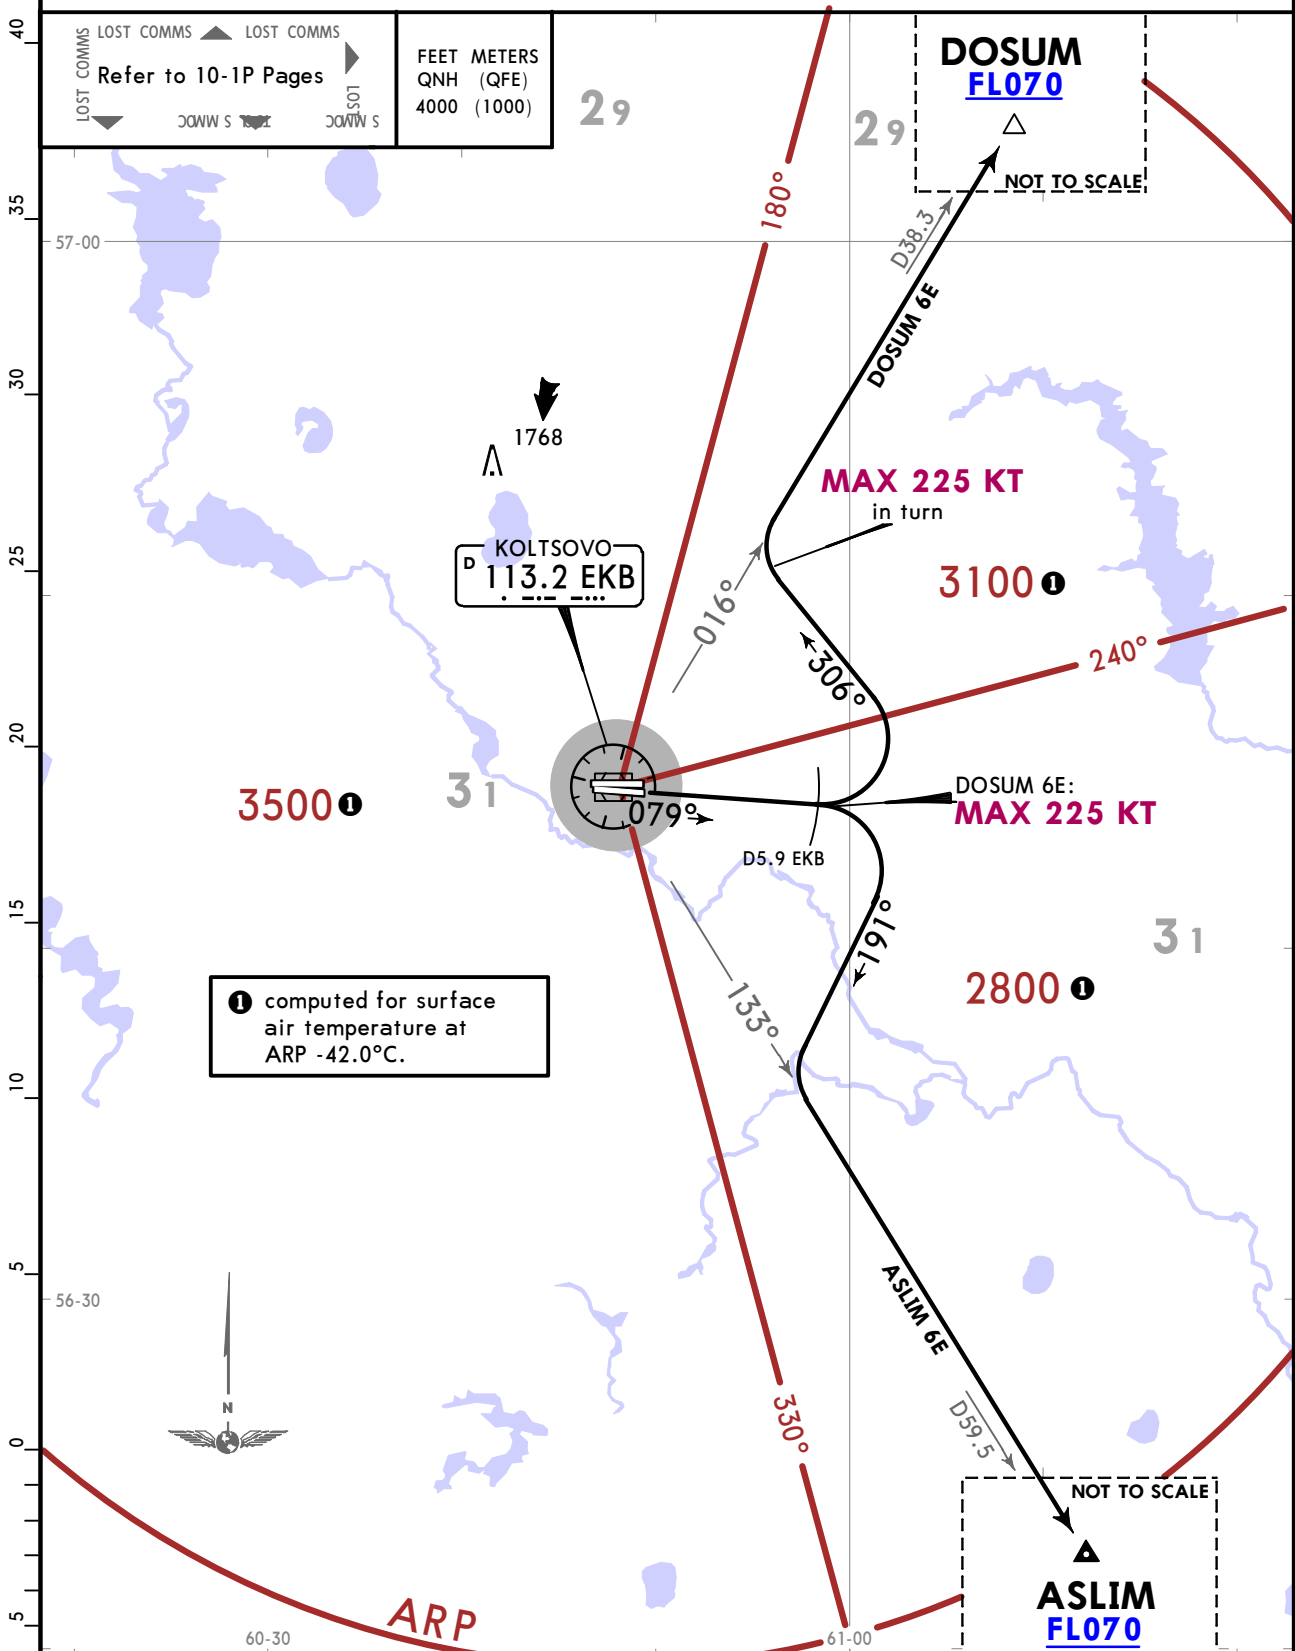 40
LOST COMMS LOST COMMS
LOST COMMS
Refer to 10-1P Pages
LOST
FEET METERS
QNH (QFE)
4000 (1000)
29
29
DOSUM
FL070
NOT TO SCALE
180°
35
57-00
D38.3
DOSUM 6E
30
1768
MAX 225 KT
in turn
25
KOLTSOVO
D 113.2 EKB
3100 1
016°
240°
306°
20
3500 1
31
079°
DOSUM 6E:
MAX 225 KT
D5.9 EKB
15
191°
31
133°
2800 1
1 computed for surface
air temperature at
ARP -42.0°C.
10
5
56-30
ASLIM 6E
N
330°
0
D59.5
NOT TO SCALE
ASLIM
FL070
ARP
5
60-30
61-00